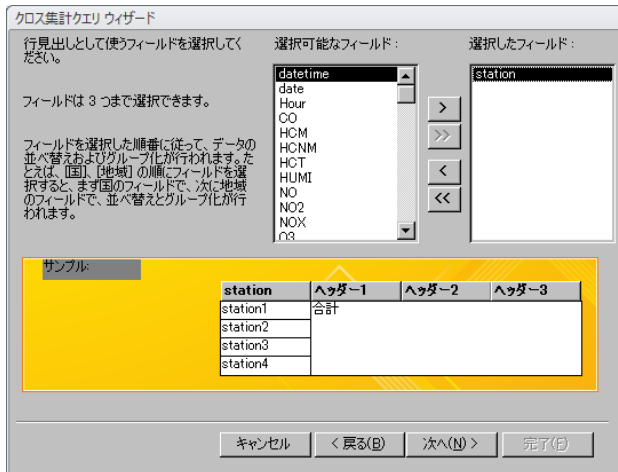 クロス集計クエリ ウィザード
行見出しとして使うフィールドを選択してく
ださい。
フィールドは 3 つまで選択できます。
フィールドを選択した順番に従って、データの
並べ替えおよびグループ化が行われます。た
とえば、[国]、[地域] の順にフィールドを選
択すると、まず国のフィールドで、次に地域
のフィールドで、並べ替えとグループ化が行
われます。
選択可能なフィールド:
datetime
date
Hour
CO
HCM
HCNM
HCT
HUMI
NO
NO2
NOX
O3
>
>>
<
<<
選択したフィールド:
station
サンプル:
station ヘッダー1 ヘッダー2 ヘッダー3
station1 合計
station2
station3
station4
キャンセル < 戻る(B) 次へ(N) > 完了(F)